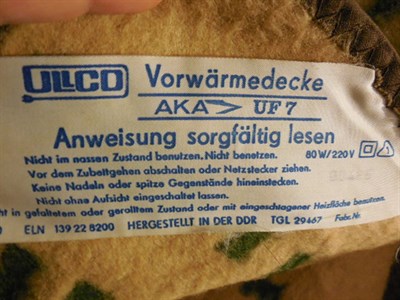 ULLCO Vorwärmedecke
AKA UF 7
Anweisung sorgfältig lesen
Nicht im nassen Zustand benutzen. Nicht benetzen. 80 W/220 V
Vor dem Zubettgehen abschalten oder Netzstecker ziehen.
Keine Nadeln oder spitze Gegenstände hineinstecken.
Nicht ohne Aufsicht eingeschaltet lassen.
in gefaltetem oder gerolltem Zustand oder mit eingeschlagener Heizfläche benutzen.
ELN 139 22 8200 HERGESTELLT IN DER DDR TGL 29467 Fabr. Nr.